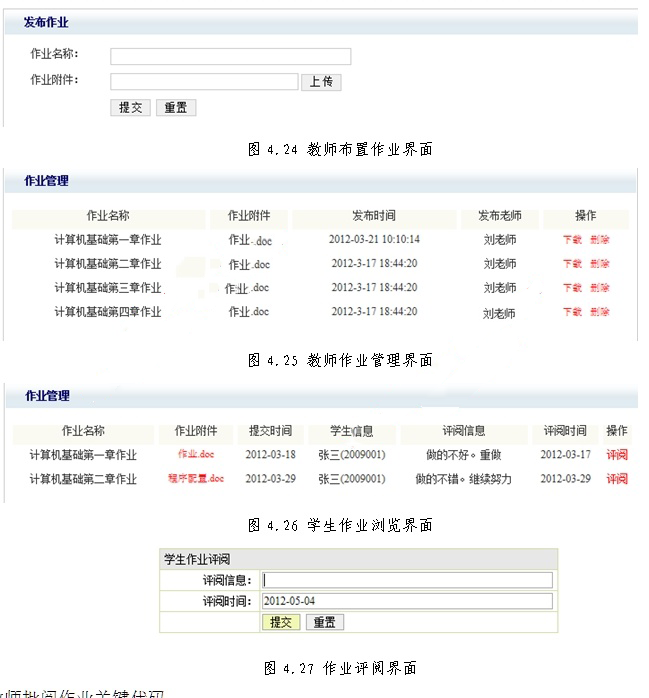 发布作业
作业名称:
作业附件: 上传
提交 重置
图 4.24 教师布置作业界面
作业管理
作业名称 作业附件 发布时间 发布老师 操作
计算机基础第一章作业 作业.doc 2012-03-21 10:10:14 刘老师 下载 删除
计算机基础第二章作业 作业.doc 2012-3-17 18:44:20 刘老师 下载 删除
计算机基础第三章作业 作业.doc 2012-3-17 18:44:20 刘老师 下载 删除
计算机基础第四章作业 作业.doc 2012-3-17 18:44:20 刘老师 下载 删除
图 4.25 教师作业管理界面
作业管理
作业名称 作业附件 提交时间 学生信息 评阅信息 评阅时间 操作
计算机基础第一章作业 作业.doc 2012-03-18 张三(2009001) 做的不好。重做 2012-03-17 评阅
计算机基础第二章作业 程序配置.doc 2012-03-29 张三(2009001) 做的不错。继续努力 2012-03-29 评阅
图 4.26 学生作业浏览界面
学生作业评阅
评阅信息:
评阅时间: 2012-05-04
提交 重置
图 4.27 作业评阅界面
师批阅作业关键代码